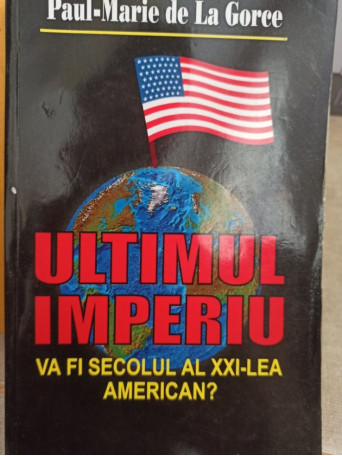 Paul-Marie de La Gorce
ULTIMUL
IMPERIU
VA FI SECOLUL AL XXI-LEA
AMERICAN?